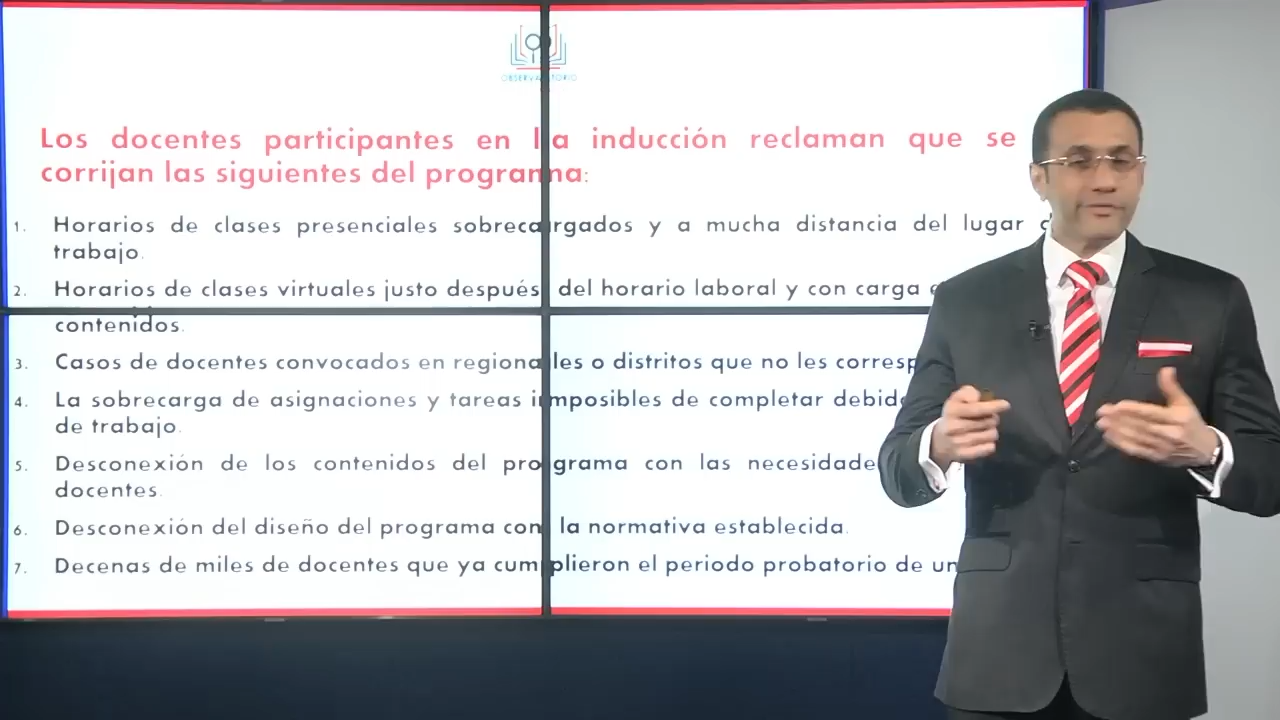 OBSERVATORIO
Los docentes participantes en la inducción reclaman que se
corrijan las siguientes del programa:
1. Horarios de clases presenciales sobrecargados y a mucha distancia del lugar
trabajo.
2. Horarios de clases virtuales justo después del horario laboral y con carga
contenidos.
3. Casos de docentes convocados en regionales o distritos que no les
4. La sobrecarga de asignaciones y tareas imposibles de completar
de trabajo.
5. Desconexión de los contenidos del programa con las
docentes.
6. Desconexión del diseño del programa con la normativa establecida.
7. Decenas de miles de docentes que ya cumplieron el periodo probatorio de